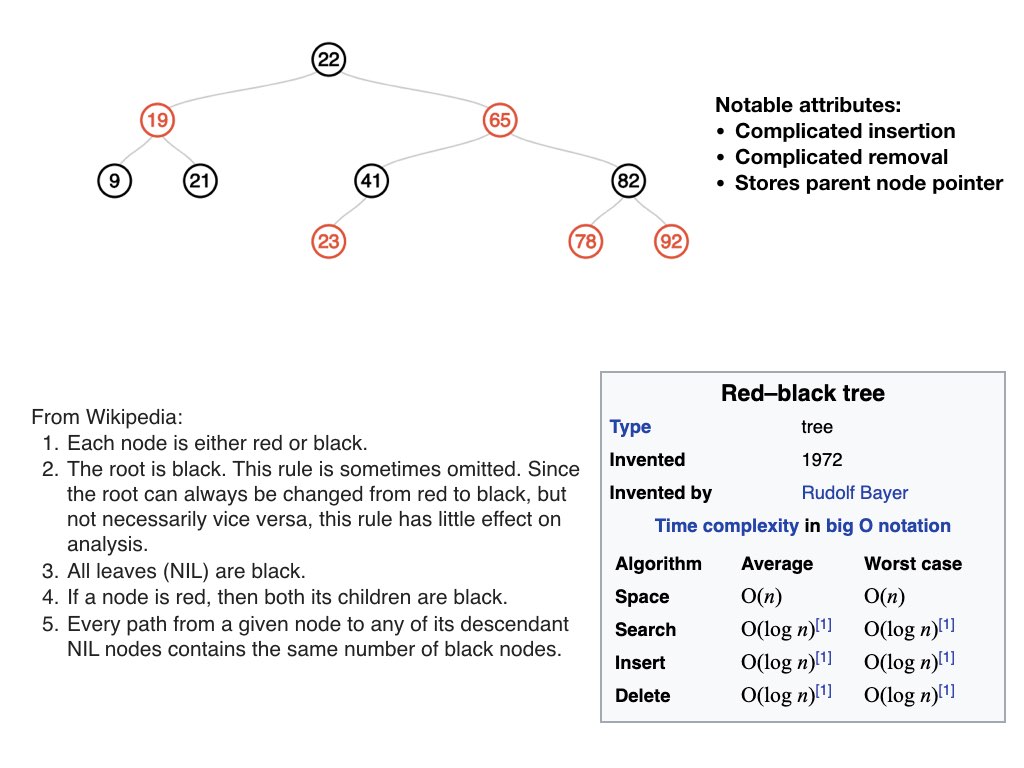 22
19
65
9
21
41
82
23
78
92
Notable attributes:
• Complicated insertion
• Complicated removal
• Stores parent node pointer
From Wikipedia:
1. Each node is either red or black.
2. The root is black. This rule is sometimes omitted. Since
the root can always be changed from red to black, but
not necessarily vice versa, this rule has little effect on
analysis.
3. All leaves (NIL) are black.
4. If a node is red, then both its children are black.
5. Every path from a given node to any of its descendant
NIL nodes contains the same number of black nodes.
Red–black tree
Type tree
Invented 1972
Invented by Rudolf Bayer
Time complexity in big O notation
Algorithm Average Worst case
Space O(n) O(n)
Search O(log n)[1] O(log n)[1]
Insert O(log n)[1] O(log n)[1]
Delete O(log n)[1] O(log n)[1]